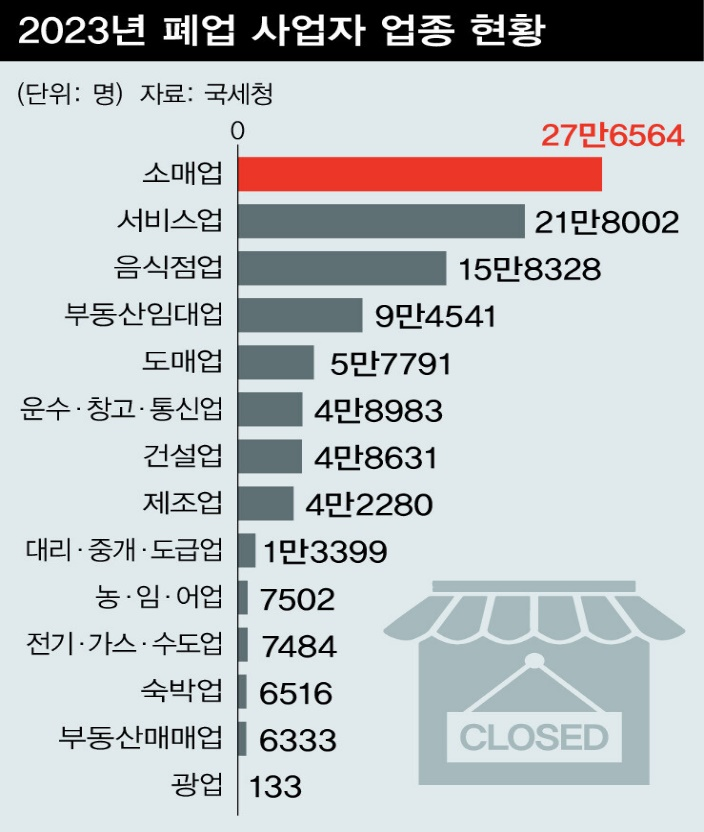 2023년 폐업 사업자 업종 현황
(단위: 명) 자료: 국세청
0
소매업 27만6564
서비스업 21만8002
음식점업 15만8328
부동산임대업 9만4541
도매업 5만7791
운수·창고·통신업 4만8983
건설업 4만8631
제조업 4만2280
대리·중개·도급업 1만3399
농·임·어업 7502
전기·가스·수도업 7484
숙박업 6516
부동산매매업 6333
광업 133
CLOSED